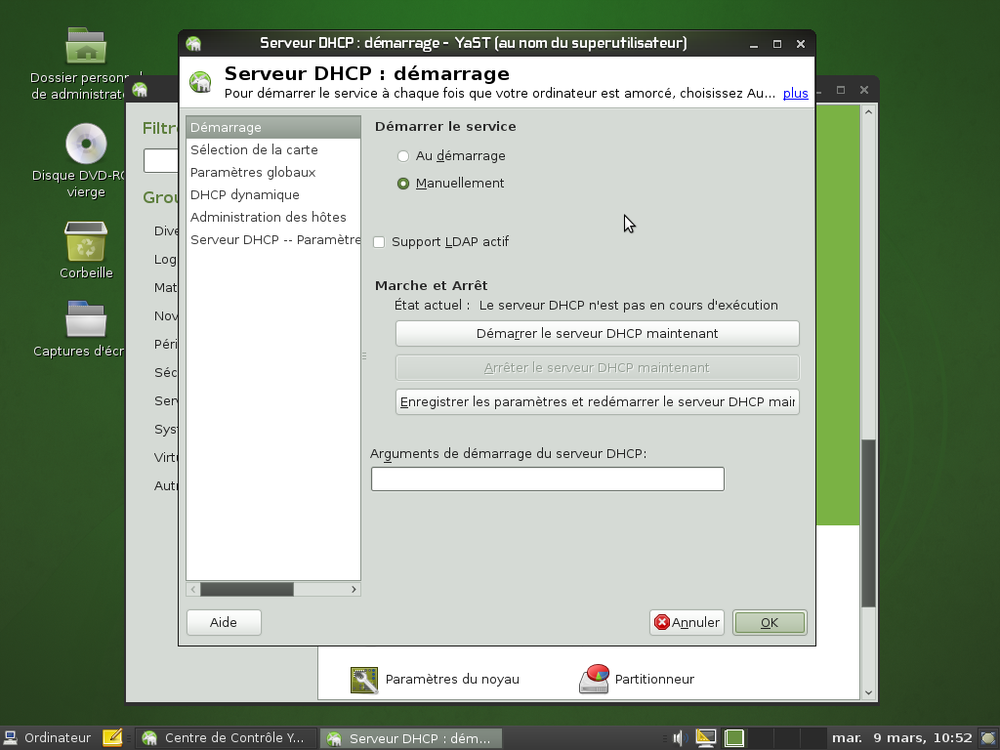 Serveur DHCP : démarrage - YaST (au nom du superutilisateur)
Serveur DHCP : démarrage
Pour démarrer le service à chaque fois que votre ordinateur est amorcé, choisissez Au... plus
Dossier personn
de administrat
Disque DVD-RO
vierge
Corbeille
Captures d'écr
Filtr
Grou
Dive
Log
Mat
Nov
Péri
Séc
Serv
Syst
Virtu
Autr
Démarrage
Sélection de la carte
Paramètres globaux
DHCP dynamique
Administration des hôtes
Serveur DHCP -- Paramètre
Démarrer le service
Au démarrage
Manuellement
Support LDAP actif
Marche et Arrêt
État actuel : Le serveur DHCP n'est pas en cours d'exécution
Démarrer le serveur DHCP maintenant
Arrêter le serveur DHCP maintenant
Enregistrer les paramètres et redémarrer le serveur DHCP mai
Arguments de démarrage du serveur DHCP:
Aide
Annuler
OK
Paramètres du noyau
Partitionneur
Ordinateur
Centre de Contrôle Y...
Serveur DHCP : dém...
mar. 9 mars, 10:52